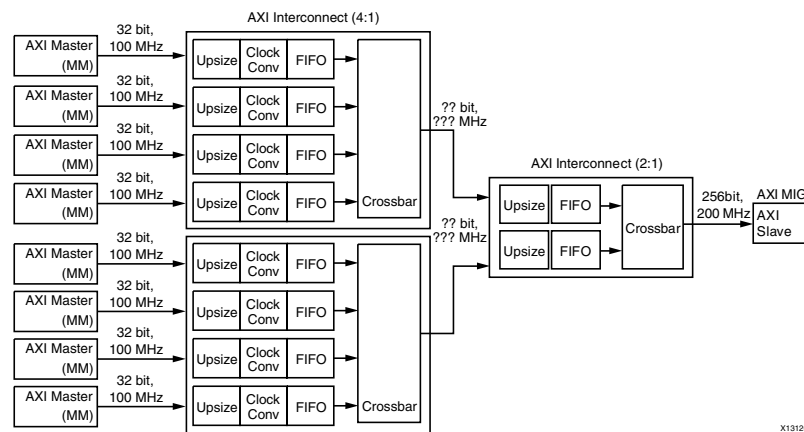 AXI Interconnect (4:1)
AXI Master
(MM)
32 bit,
100 MHz
Upsize
Clock
Conv
FIFO
AXI Master
(MM)
32 bit,
100 MHz
Upsize
Clock
Conv
FIFO
AXI Master
(MM)
32 bit,
100 MHz
Upsize
Clock
Conv
FIFO
AXI Master
(MM)
32 bit,
100 MHz
Upsize
Clock
Conv
FIFO
Crossbar
?? bit,
??? MHz
AXI Master
(MM)
32 bit,
100 MHz
Upsize
Clock
Conv
FIFO
AXI Master
(MM)
32 bit,
100 MHz
Upsize
Clock
Conv
FIFO
AXI Master
(MM)
32 bit,
100 MHz
Upsize
Clock
Conv
FIFO
AXI Master
(MM)
32 bit,
100 MHz
Upsize
Clock
Conv
FIFO
Crossbar
?? bit,
??? MHz
AXI Interconnect (2:1)
Upsize
FIFO
Upsize
FIFO
Crossbar
256bit,
200 MHz
AXI MIG
AXI
Slave